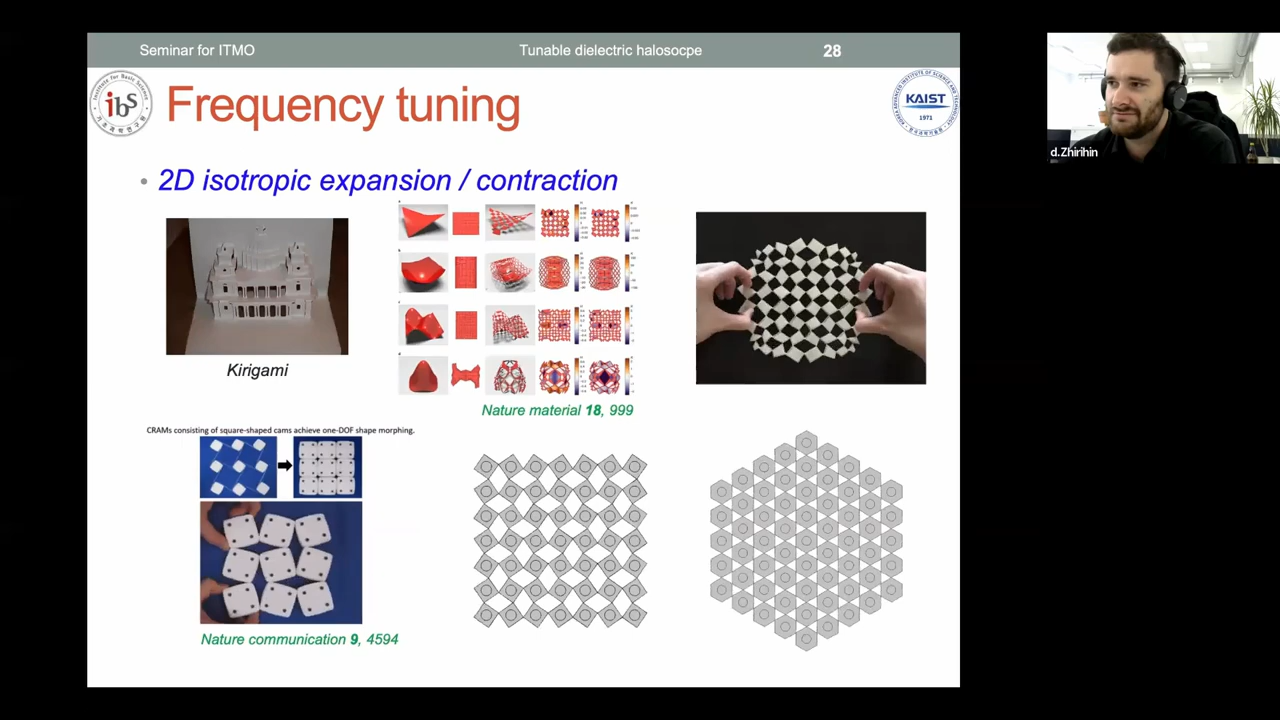 Seminar for ITMO
Tunable dielectric halosocpe
28
ibS
Frequency tuning
KAIST
1971
d.Zhirihin
• 2D isotropic expansion / contraction
Kirigami
Nature material 18, 999
CRAMs consisting of square-shaped cams achieve one-DOF shape morphing.
Nature communication 9, 4594